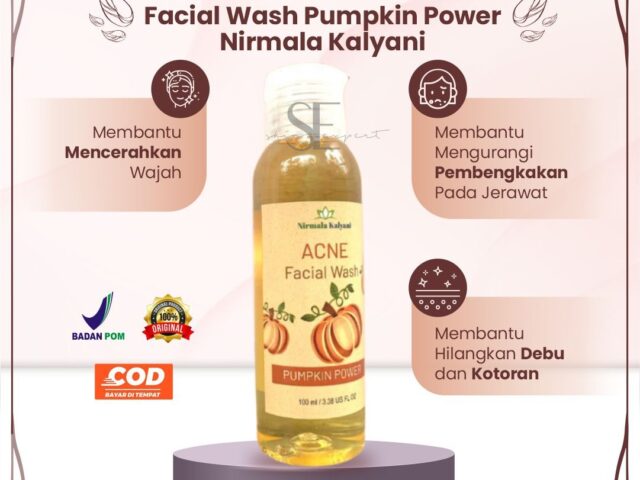 Facial Wash Pumpkin Power
Nirmala Kalyani
Membantu
Mencerahkan
Wajah
Membantu
Mengurangi
Pembengkakan
Pada Jerawat
SE
Nirmala Kalyani
ACNE
Facial Wash
PUMPKIN POWER
100 ml / 3.38 US FL OZ
BADAN POM
100%
ORIGINAL
COD
BAYAR DI TEMPAT
Membantu
Hilangkan Debu
dan Kotoran